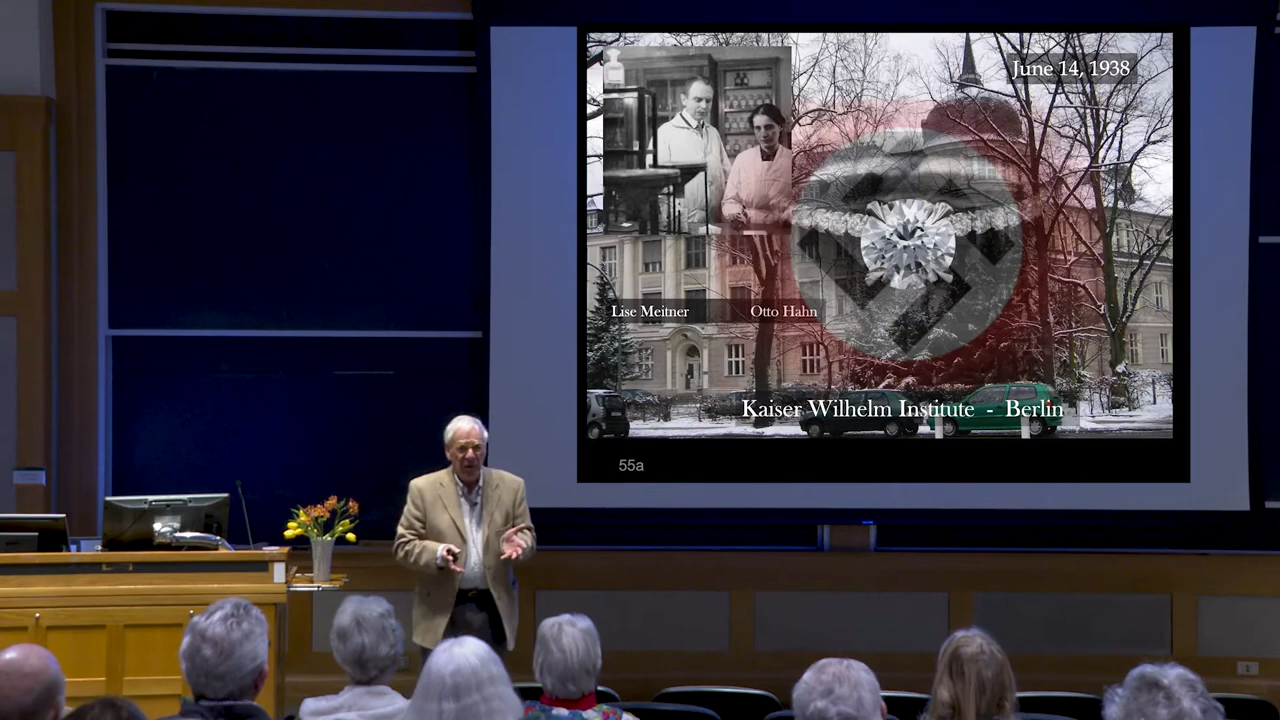 June 14, 1938
Lise Meitner
Otto Hahn
Kaiser Wilhelm Institute - Berlin
55a